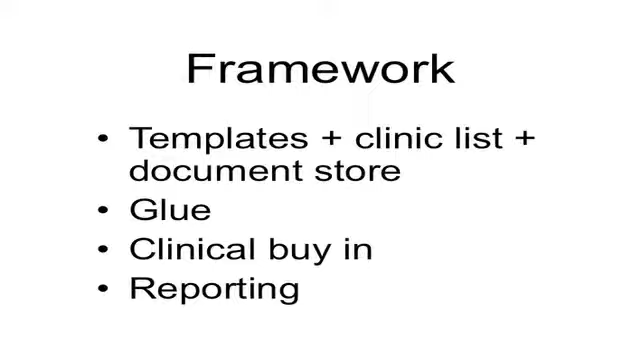 Framework
• Templates + clinic list +
document store
• Glue
• Clinical buy in
• Reporting